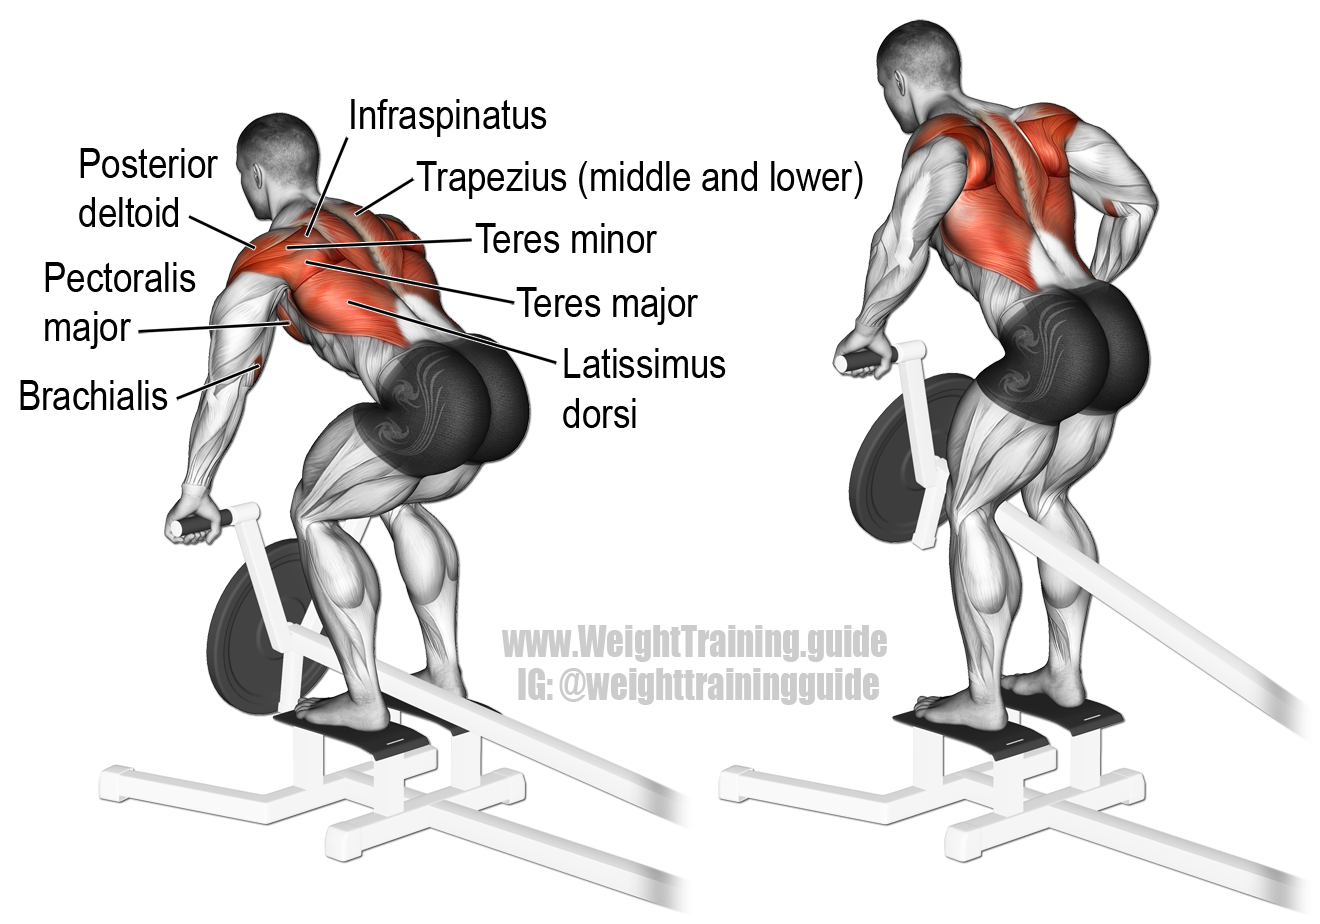 Infraspinatus
Posterior
deltoid
Trapezius (middle and lower)
Teres minor
Pectoralis
major
Teres major
Latissimus
dorsi
Brachialis
www.WeightTraining.guide
IG: @weighttrainingguide